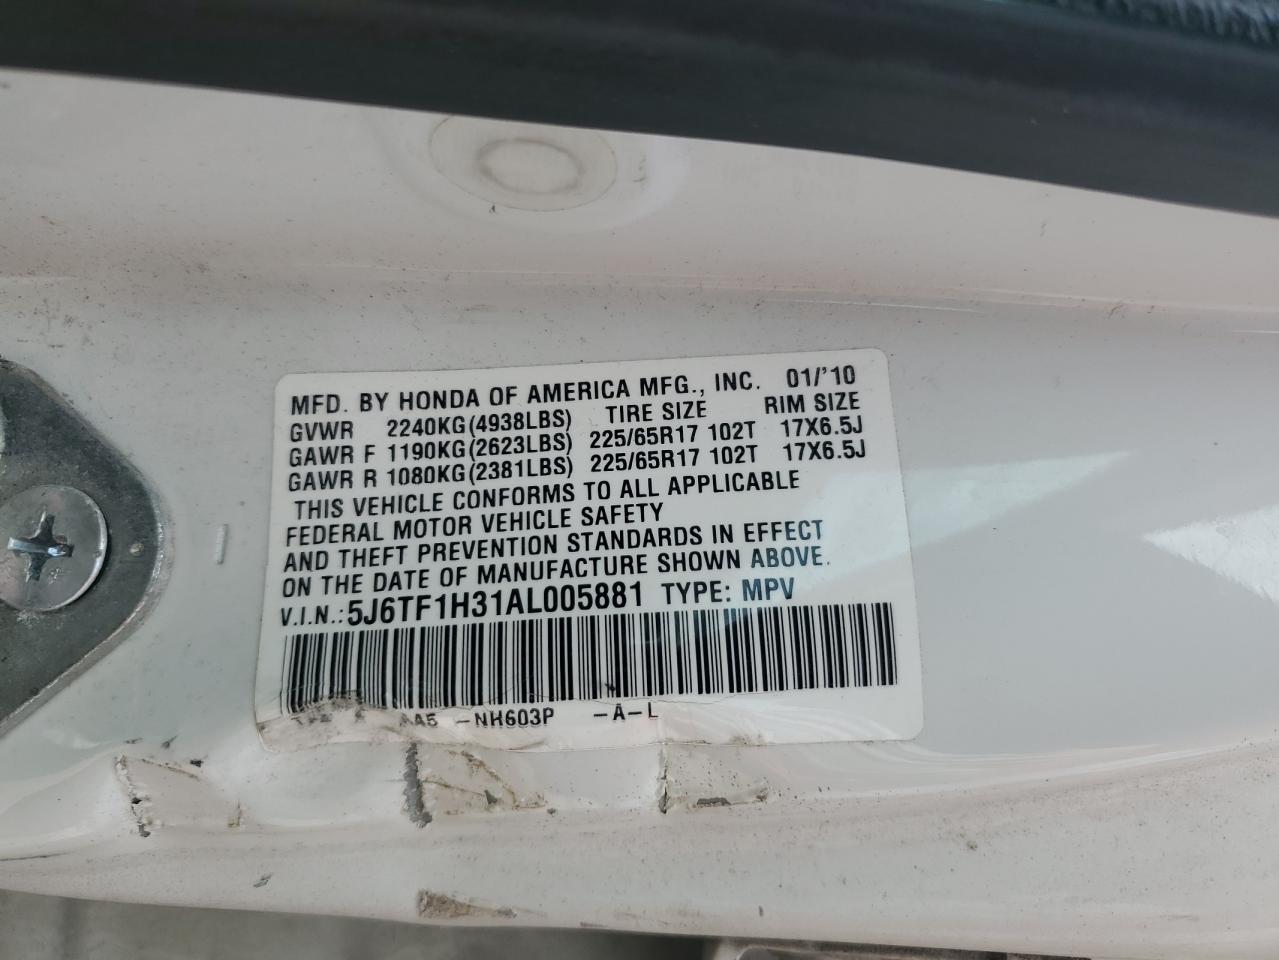 MFD. BY HONDA OF AMERICA MFG., INC. 01/'10
GVWR 2240KG(4938LBS) TIRE SIZE RIM SIZE
GAWR F 1190KG(2623LBS) 225/65R17 102T 17X6.5J
GAWR R 1080KG(2381LBS) 225/65R17 102T 17X6.5J
THIS VEHICLE CONFORMS TO ALL APPLICABLE
FEDERAL MOTOR VEHICLE SAFETY
AND THEFT PREVENTION STANDARDS IN EFFECT
ON THE DATE OF MANUFACTURE SHOWN ABOVE.
V.I.N.: 5J6TF1H31AL005881 TYPE: MPV
AA5 -NH603P -A-L